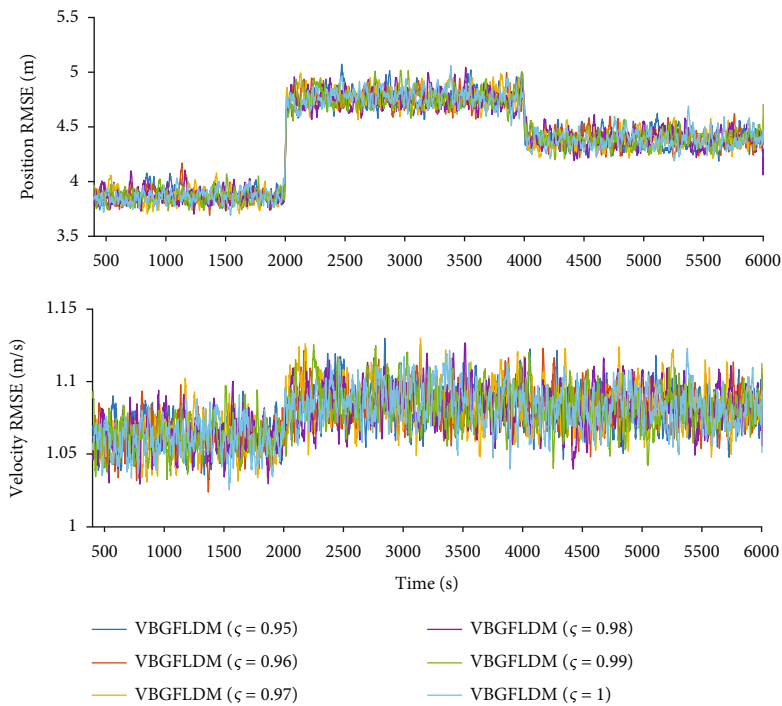 5.5
5
4.5
4
3.5
Position RMSE (m)
500 1000 1500 2000 2500 3000 3500 4000 4500 5000 5500 6000
1.15
1.1
1.05
1
Velocity RMSE (m/s)
500 1000 1500 2000 2500 3000 3500 4000 4500 5000 5500 6000
Time (s)
VBGFLDM (ς = 0.95)
VBGFLDM (ς = 0.96)
VBGFLDM (ς = 0.97)
VBGFLDM (ς = 0.98)
VBGFLDM (ς = 0.99)
VBGFLDM (ς = 1)